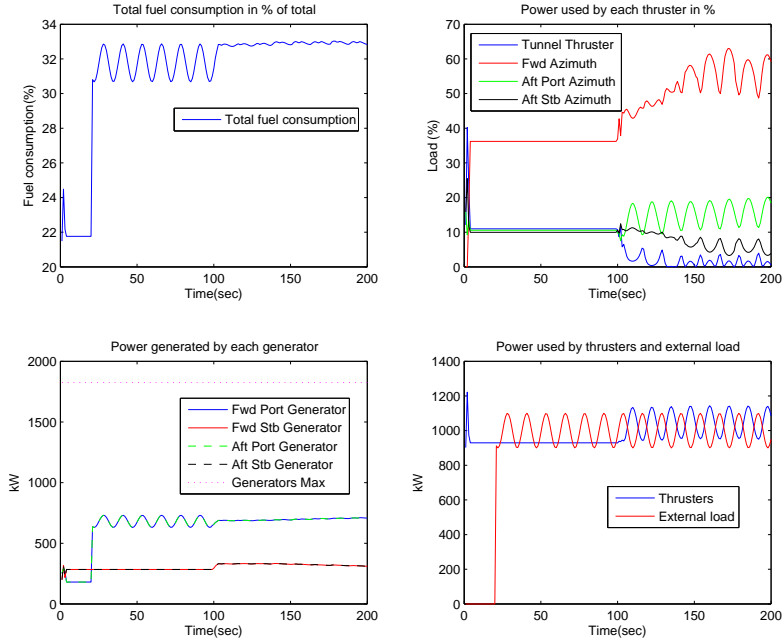 Total fuel consumption in % of total
34
32
30
28
26
24
22
20
Fuel consumption(%)
Total fuel consumption
0
50
100
150
200
Time(sec)
Power used by each thruster in %
70
60
50
40
30
20
10
0
Load (%)
Tunnel Thruster
Fwd Azimuth
Aft Port Azimuth
Aft Stb Azimuth
0
50
100
150
200
Time(sec)
Power generated by each generator
2000
1500
1000
500
0
kW
Fwd Port Generator
Fwd Stb Generator
Aft Port Generator
Aft Stb Generator
Generators Max
0
50
100
150
200
Time(sec)
Power used by thrusters and external load
1400
1200
1000
800
600
400
200
0
kW
Thrusters
External load
0
50
100
150
200
Time(sec)